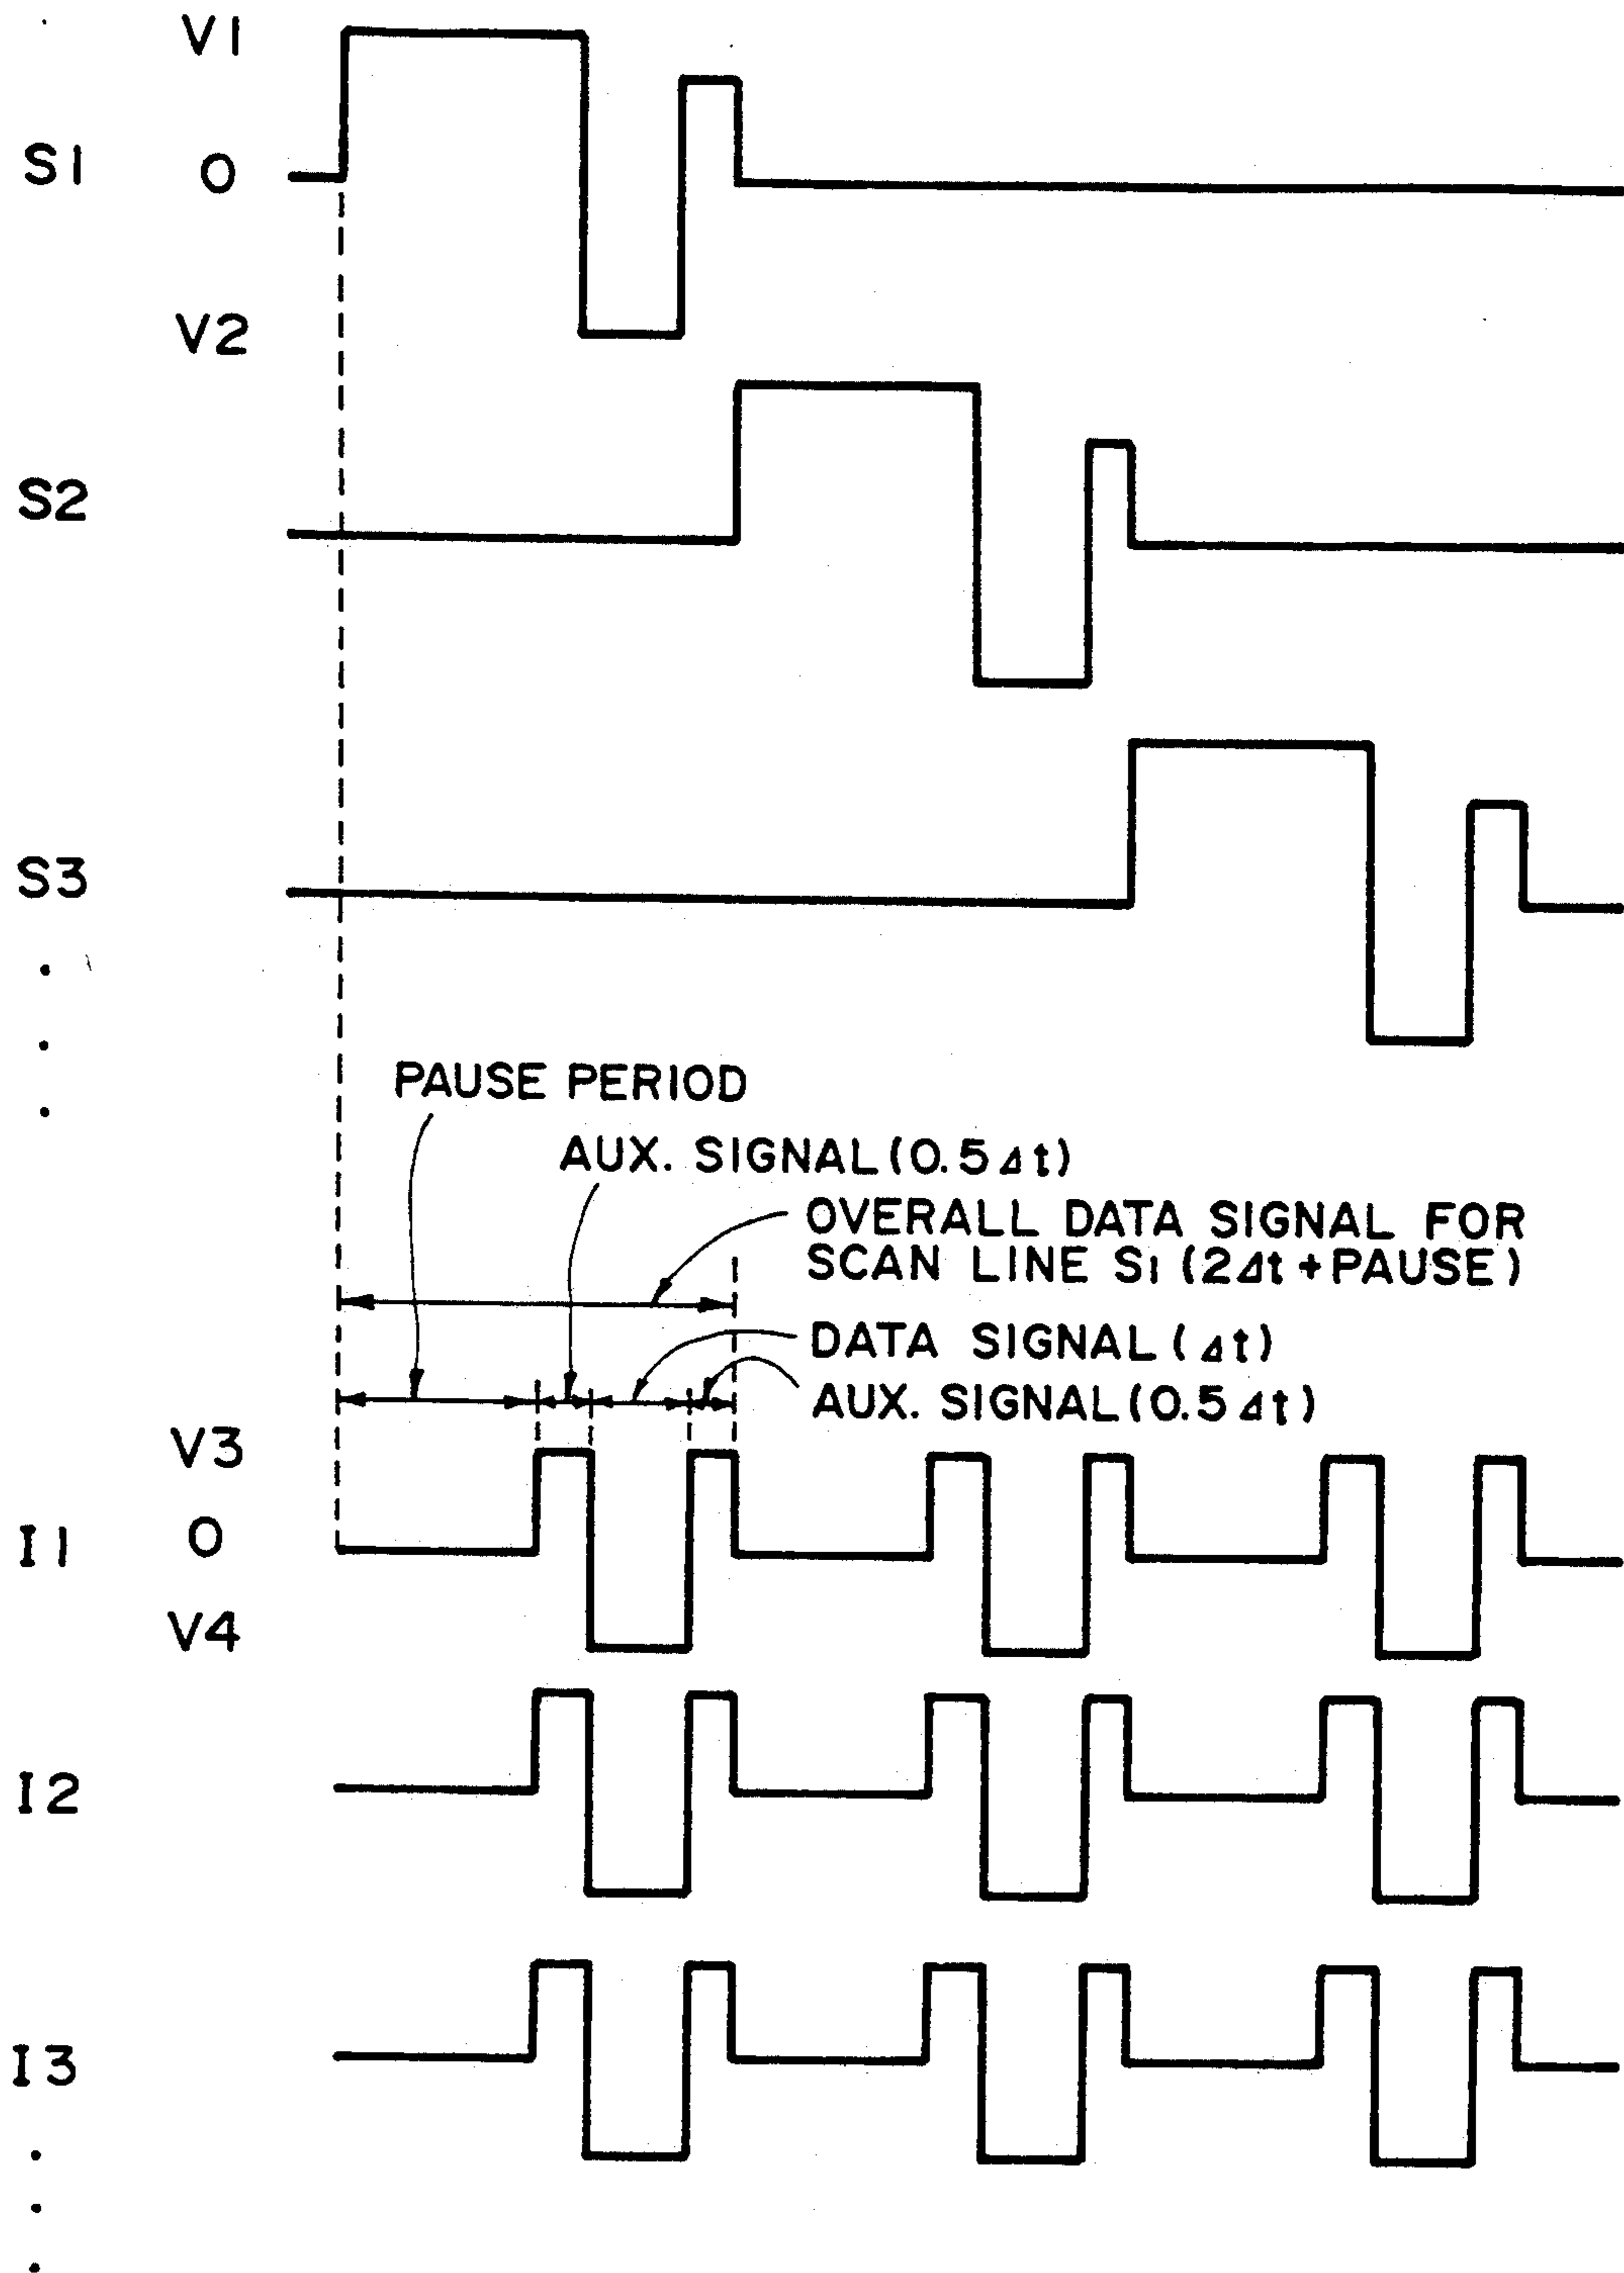 V1
S1 0
V2
S2
S3
PAUSE PERIOD
AUX. SIGNAL (0.5Δt)
OVERALL DATA SIGNAL FOR
SCAN LINE S1 (2Δt + PAUSE)
DATA SIGNAL (Δt)
AUX. SIGNAL (0.5Δt)
V3
I1 0
V4
I2
I3